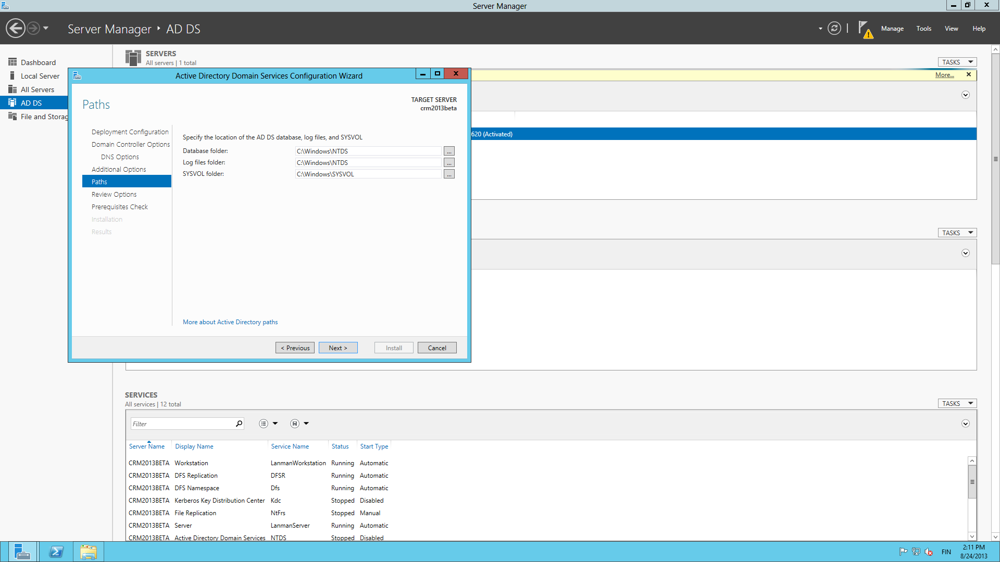 Server Manager
Server Manager ‣ AD DS
Manage Tools View Help
Dashboard
Local Server
All Servers
AD DS
File and Storag
SERVERS
All servers | 1 total
TASKS
More...
620 (Activated)
Active Directory Domain Services Configuration Wizard
Paths
TARGET SERVER
crm2013beta
Deployment Configuration
Domain Controller Options
DNS Options
Additional Options
Paths
Review Options
Prerequisites Check
Installation
Results
Specify the location of the AD DS database, log files, and SYSVOL
Database folder: C:\Windows\NTDS ...
Log files folder: C:\Windows\NTDS ...
SYSVOL folder: C:\Windows\SYSVOL ...
More about Active Directory paths
< Previous Next > Install Cancel
TASKS
SERVICES
All services | 12 total
TASKS
Filter
Server Name Display Name Service Name Status Start Type
CRM2013BETA Workstation LanmanWorkstation Running Automatic
CRM2013BETA DFS Replication DFSR Running Automatic
CRM2013BETA DFS Namespace Dfs Running Automatic
CRM2013BETA Kerberos Key Distribution Center Kdc Stopped Disabled
CRM2013BETA File Replication NtFrs Stopped Manual
CRM2013BETA Server LanmanServer Running Automatic
CRM2013BETA Active Directory Domain Services NTDS Stopped Disabled
FIN
2:11 PM
8/24/2013